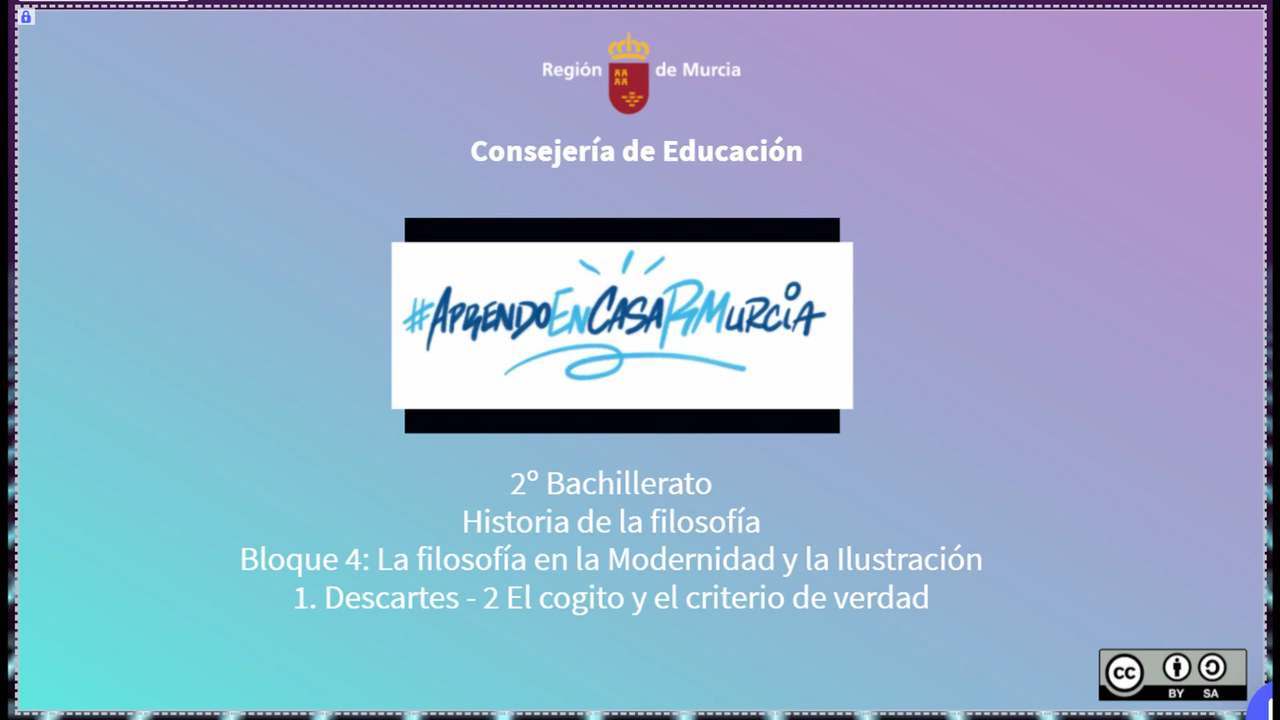 Región de Murcia
Consejería de Educación
#AprendoEnCasaRMurcia
2º Bachillerato
Historia de la filosofía
Bloque 4: La filosofía en la Modernidad y la Ilustración
1. Descartes - 2 El cogito y el criterio de verdad
cc
BY SA